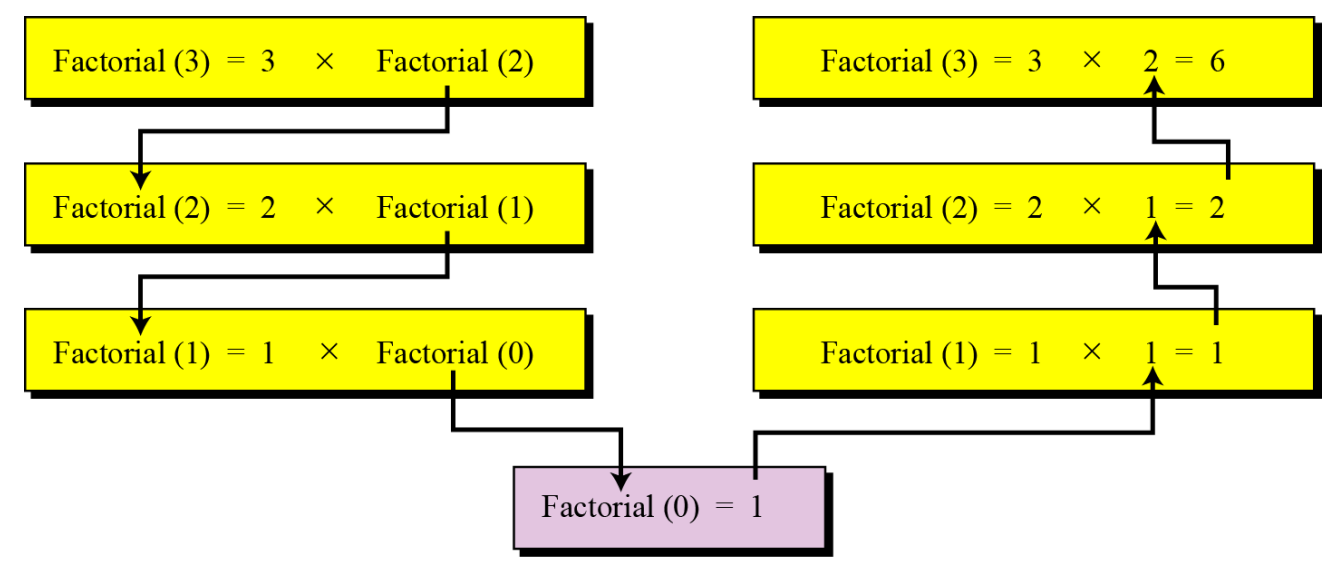 Factorial (3) = 3 × Factorial (2)
Factorial (2) = 2 × Factorial (1)
Factorial (1) = 1 × Factorial (0)
Factorial (0) = 1
Factorial (1) = 1 × 1 = 1
Factorial (2) = 2 × 1 = 2
Factorial (3) = 3 × 2 = 6